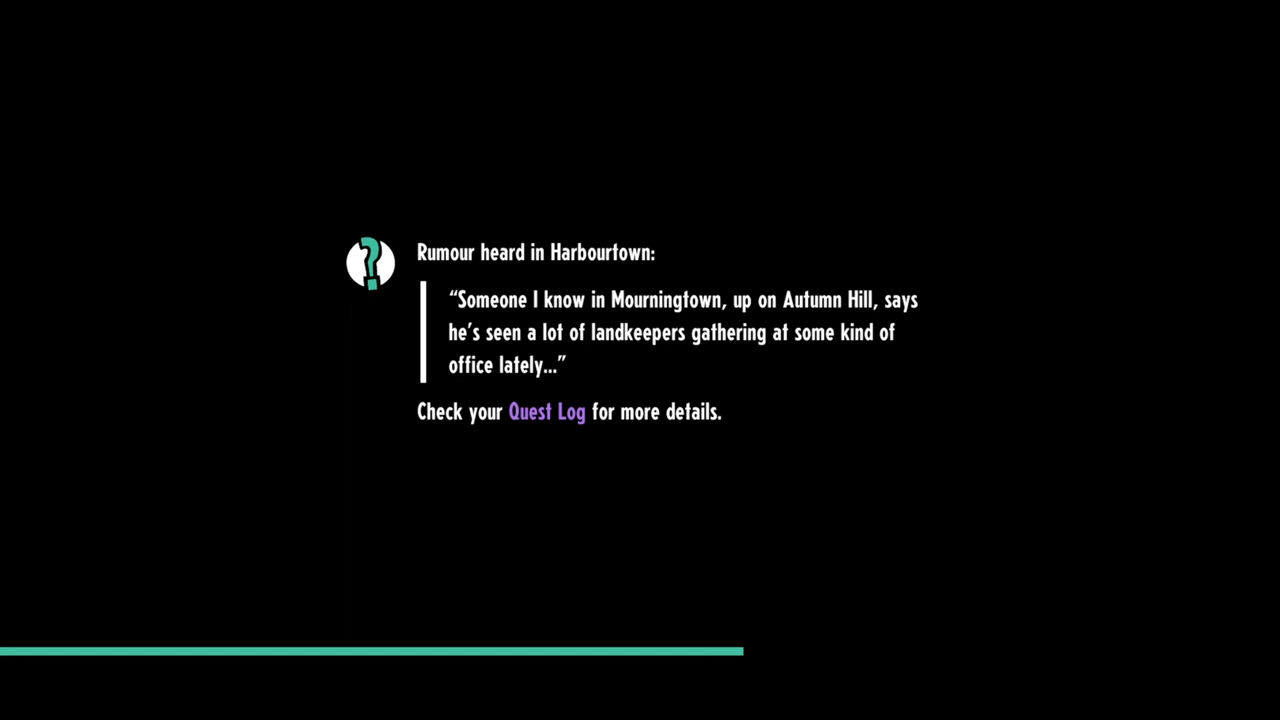 Rumour heard in Harbourtown:
“Someone I know in Mourningtown, up on Autumn Hill, says
he’s seen a lot of landkeepers gathering at some kind of
office lately...”
Check your Quest Log for more details.